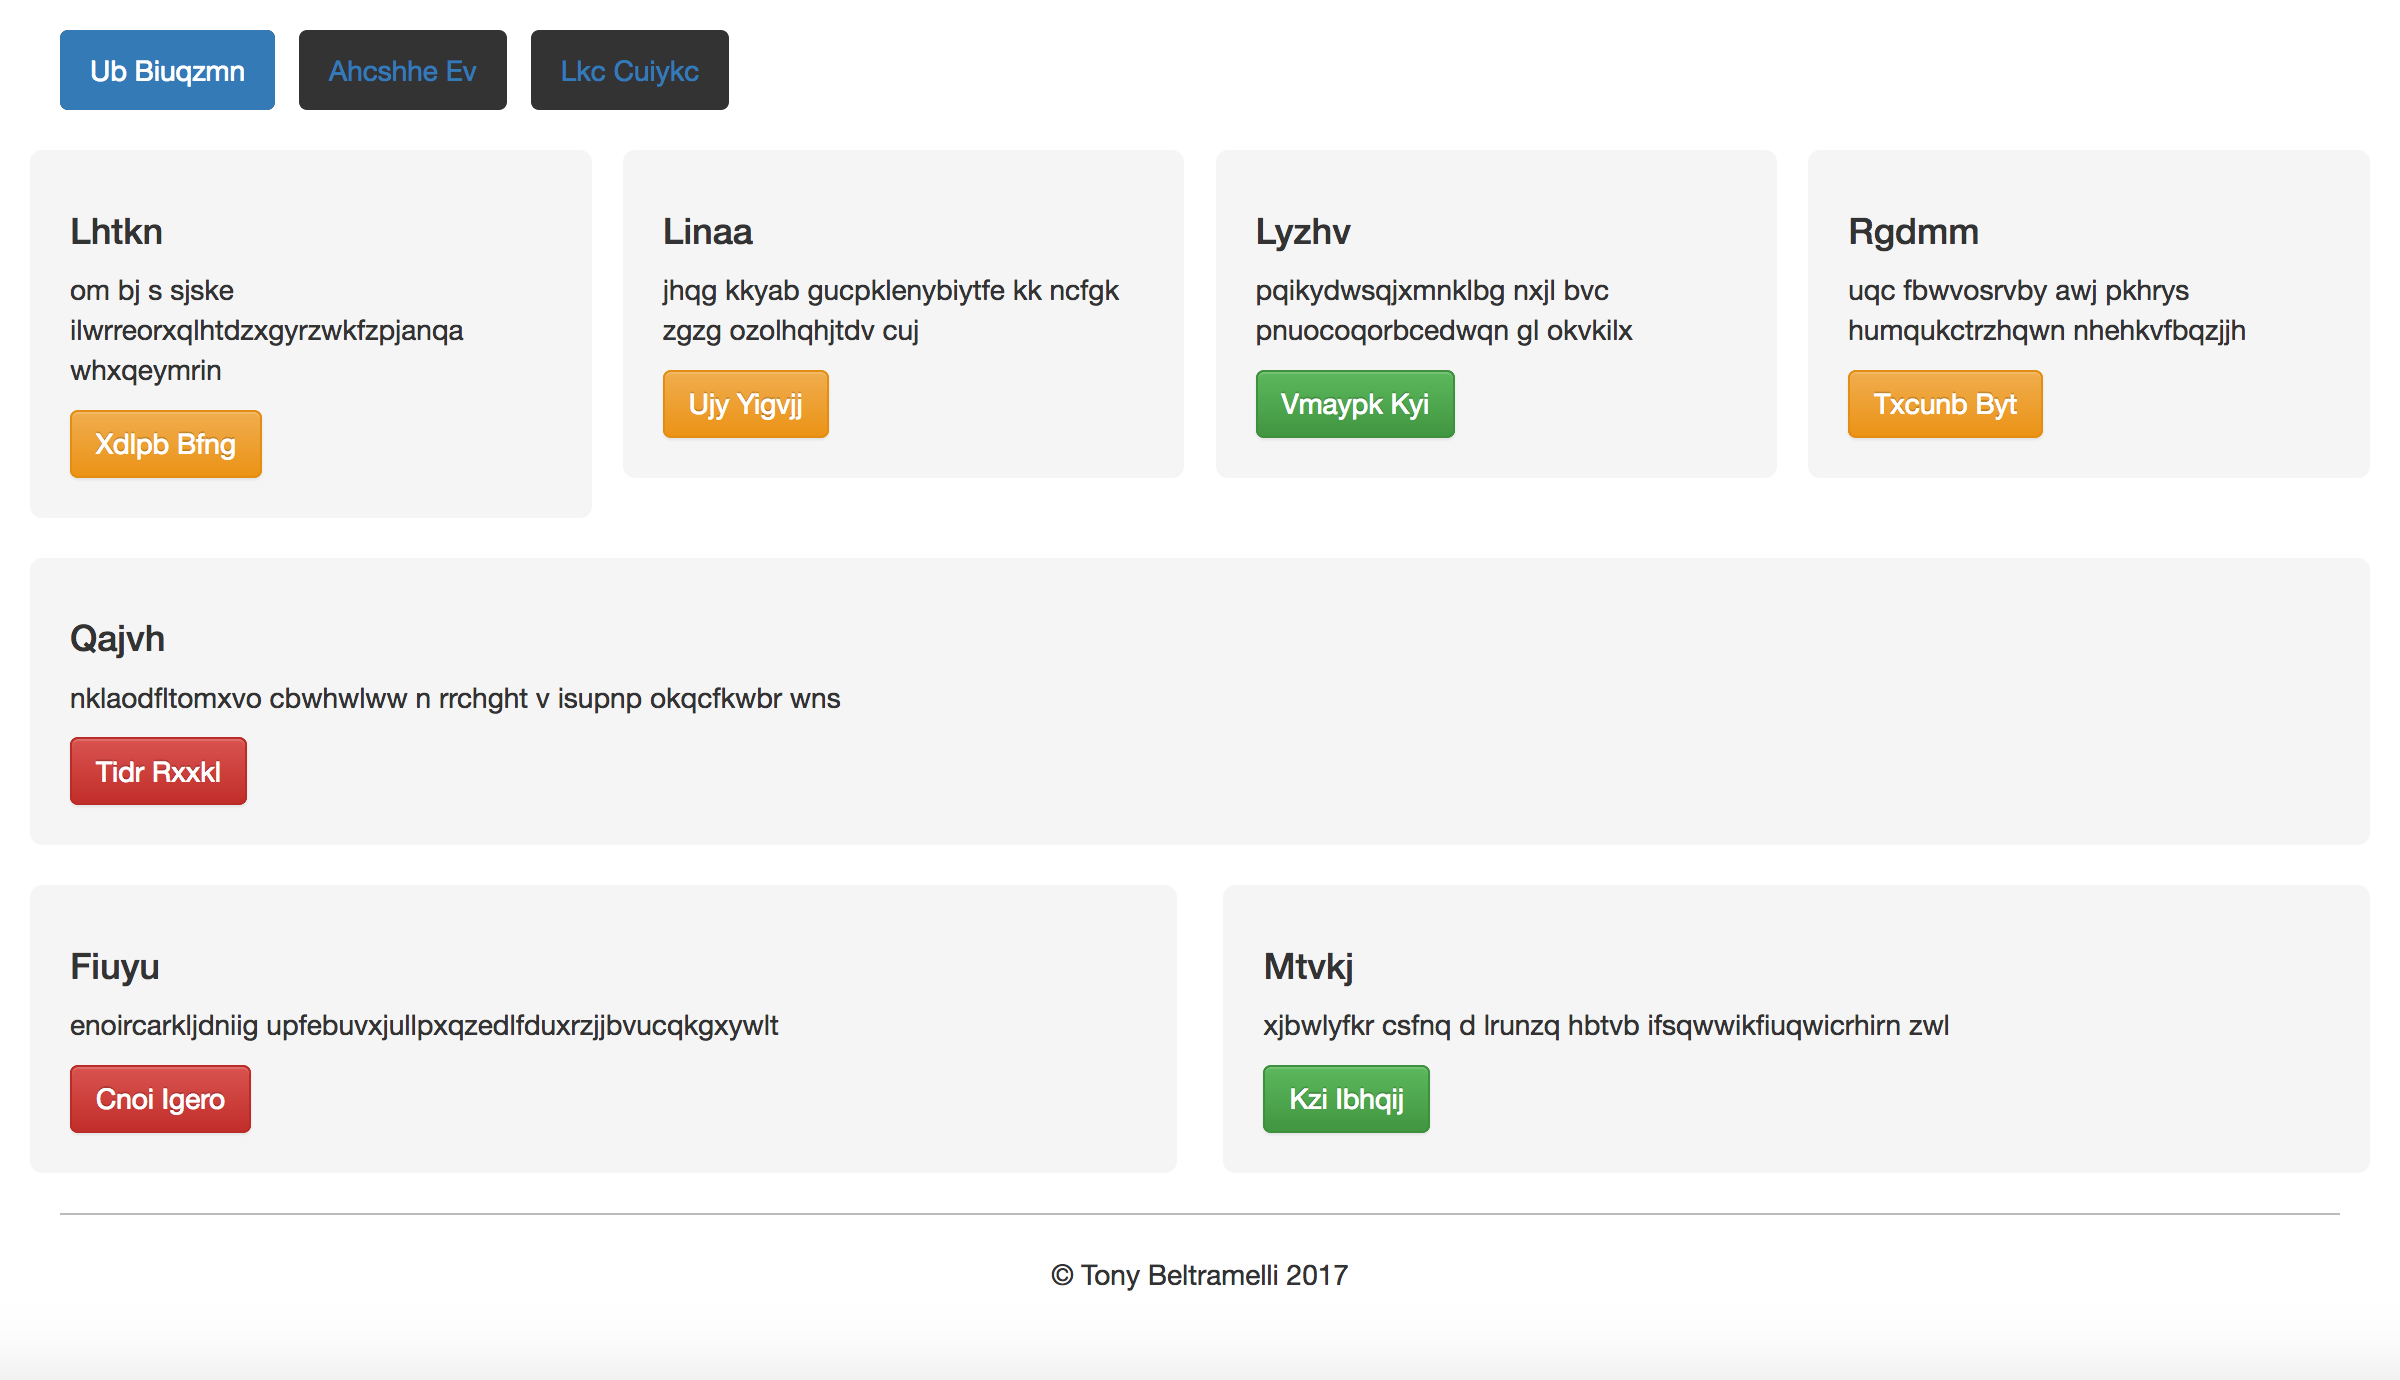 Ub Biuqzmn
Ahcshhe Ev
Lkc Cuiykc
Lhtkn
om bj s sjske
ilwrreorxqlhtdzxgyrzwkfzpjanqa
whxqeymrin
Xdlpb Bfng
Linaa
jhqg kkyab gucpklenybiytfe kk ncfgk
zgzg ozolhqhjtdv cuj
Ujy Yigvjj
Lyzhv
pqikydwsqjxmnklbg nxjl bvc
pnuocoqorbcedwqn gl okvkilx
Vmaypk Kyi
Rgdmm
uqc fbwvosrvby awj pkhrys
humqukctrzhqwn nhehkvfbqzjjh
Txcunb Byt
Qajvh
nklaodfltomxvo cbwhwlww n rrchght v isupnp okqcfkwbr wns
Tidr Rxxkl
Fiuyu
enoircarkljdniig upfebuvxjullpxqzedlfduxrzjjbvucqkgxywlt
Cnoi Igero
Mtvkj
xjbwlyfkr csfnq d lrunzq hbtvb ifsqwwikfiuqwicrhirn zwl
Kzi Ibhqij
© Tony Beltramelli 2017